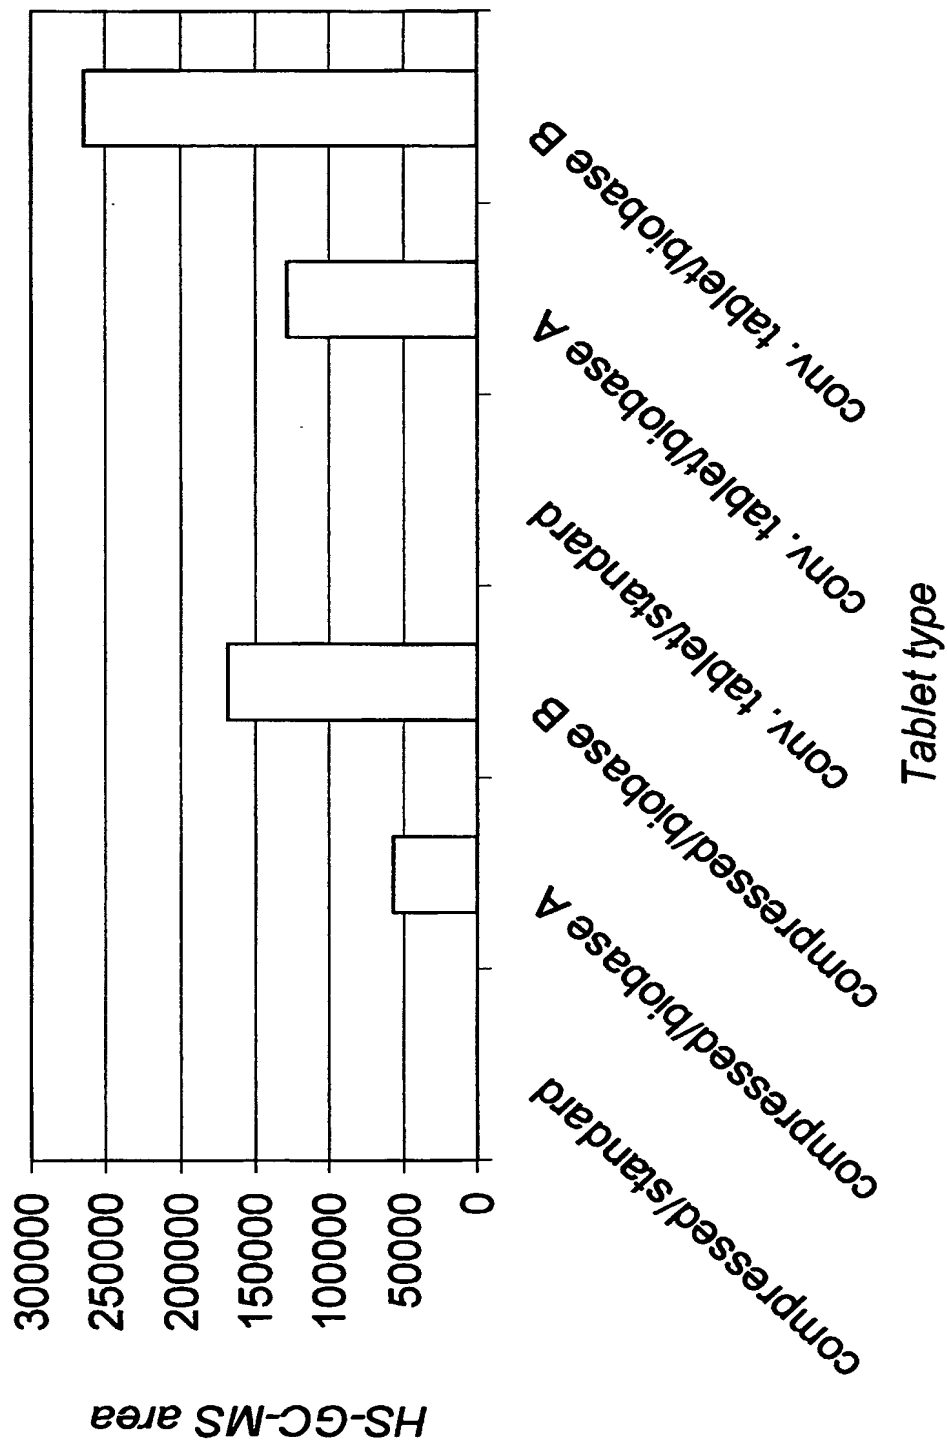 HS-GC-MS area
300000
250000
200000
150000
100000
50000
0
compressed/standard
compressed/biobase A
compressed/biobase B
conv. tablet/standard
conv. tablet/biobase A
conv. tablet/biobase B
Tablet type